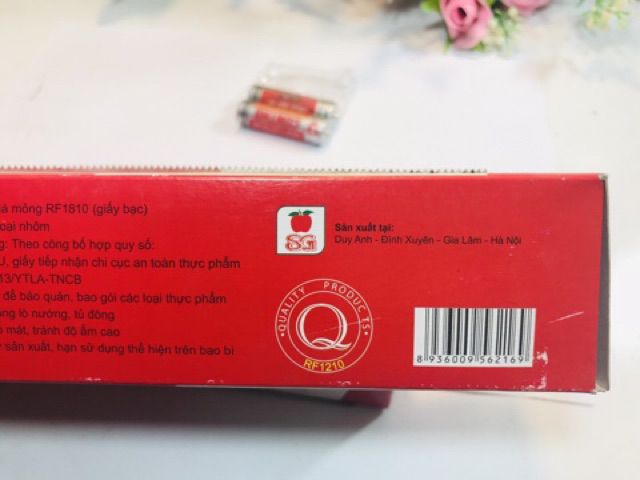 lá mỏng RF1810 (giấy bạc)
loại nhôm
g: Theo công bố hợp quy số:
U, giấy tiếp nhận chi cục an toàn thực phẩm
13/YTLA-TNCB
để bảo quản, bao gói các loại thực phẩm
ong lò nướng, tủ đông
o mát, tránh độ ẩm cao
y sản xuất, hạn sử dụng thể hiện trên bao bì
SG
Sản xuất tại:
Duy Anh - Đình Xuyên - Gia Lâm - Hà Nội
QUALITY PRODUCTS
Q
RF1210
8 936009 562169